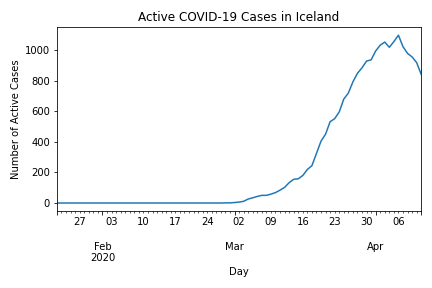 Active COVID-19 Cases in Iceland
Number of Active Cases
1000
800
600
400
200
0
27 03 10 17 24 02 09 16 23 30 06
Feb Mar Apr
2020
Day